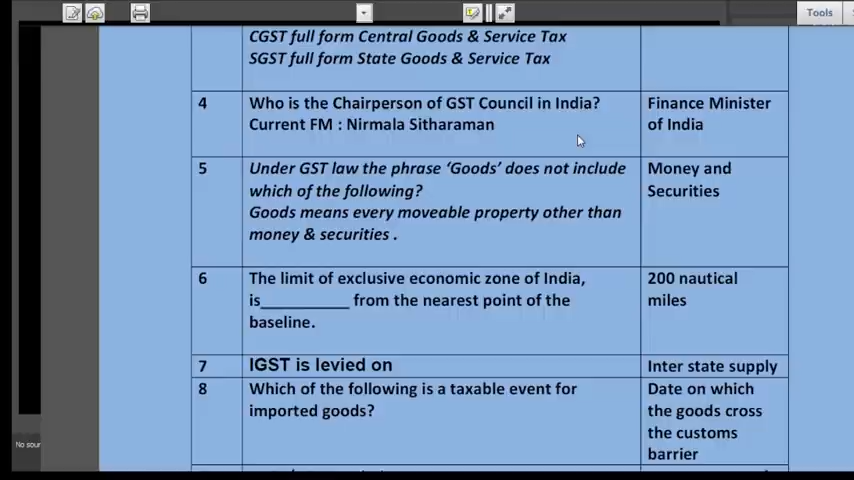 Tools
CGST full form Central Goods & Service Tax
SGST full form State Goods & Service Tax
4 Who is the Chairperson of GST Council in India? Finance Minister
Current FM : Nirmala Sitharaman of India
5 Under GST law the phrase ‘Goods’ does not include Money and
which of the following? Securities
Goods means every moveable property other than
money & securities .
6 The limit of exclusive economic zone of India, 200 nautical
is__________ from the nearest point of the miles
baseline.
7 IGST is levied on Inter state supply
8 Which of the following is a taxable event for Date on which
imported goods? the goods cross
the customs
No sour
barrier